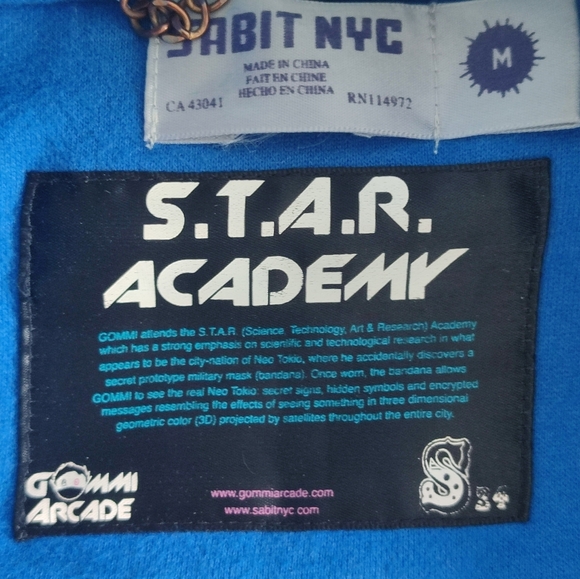 SABIT NYC
M
MADE IN CHINA
FAIT EN CHINE
HECHO EN CHINA
CA 43041
RN114972
S.T.A.R.
ACADEMY
GOMMI attends the S.T.A.R. (Science, Technology, Art & Research) Academy
which has a strong emphasis on scientific and technological research in what
appears to be the city-nation of Neo Tokio, where he accidentally discovers a
secret prototype military mask (bandana). Once worn, the bandana allows
GOMMI to see the real Neo Tokio: secret signs, hidden symbols and encrypted
messages resembling the effects of seeing something in three dimensional
geometric color (3D) projected by satellites throughout the entire city.
GOMMI
ARCADE
www.gommiarcade.com
www.sabitnyc.com
S